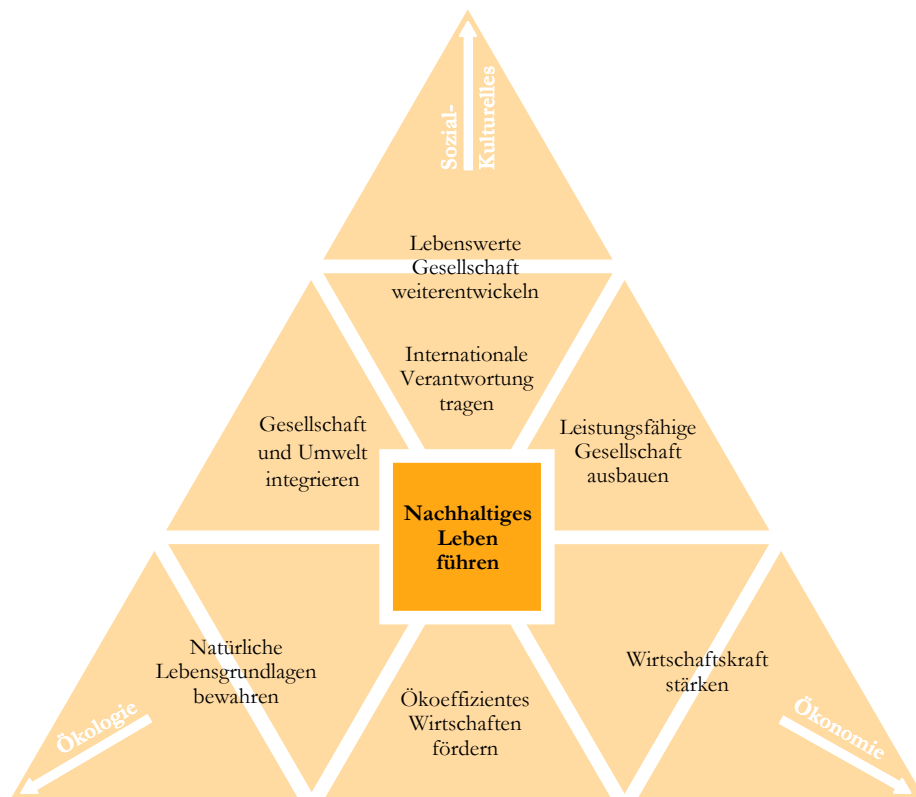 Sozial-
Kulturelles
Lebenswerte
Gesellschaft
weiterentwickeln
Internationale
Verantwortung
tragen
Gesellschaft
und Umwelt
integrieren
Leistungsfähige
Gesellschaft
ausbauen
Nachhaltiges
Leben
führen
Natürliche
Lebensgrundlagen
bewahren
Wirtschaftskraft
stärken
Ökoeffizientes
Wirtschaften
fördern
Ökologie
Ökonomie